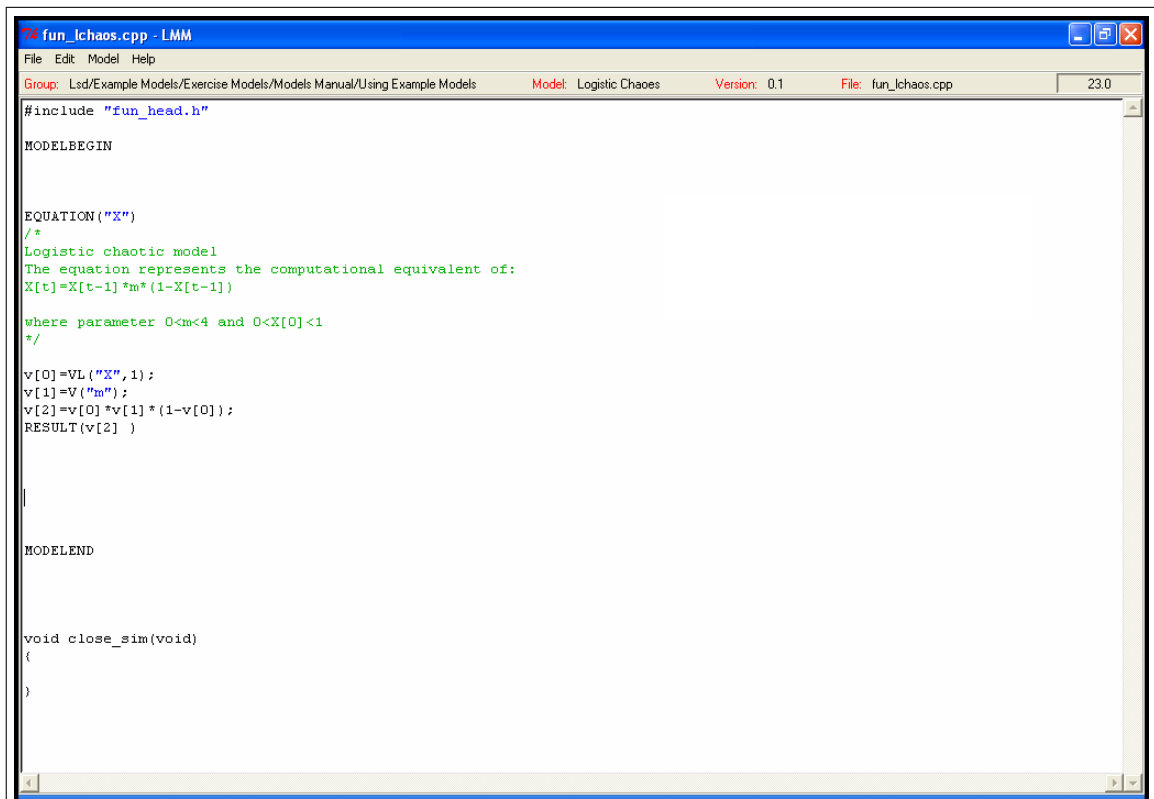 fun_lchaos.cpp - LMM
File Edit Model Help
Group: Lsd/Example Models/Exercise Models/Models Manual/Using Example Models Model: Logistic Chaoes Version: 0.1 File: fun_lchaos.cpp 23.0
#include "fun_head.h"
MODELBEGIN
EQUATION("X")
/*
Logistic chaotic model
The equation represents the computational equivalent of:
X[t]=X[t-1]*m*(1-X[t-1])
where parameter 0<m<4 and 0<X[0]<1
*/
v[0]=VL("X",1);
v[1]=V("m");
v[2]=v[0]*v[1]*(1-v[0]);
RESULT(v[2] )
MODELEND
void close_sim(void)
{
}